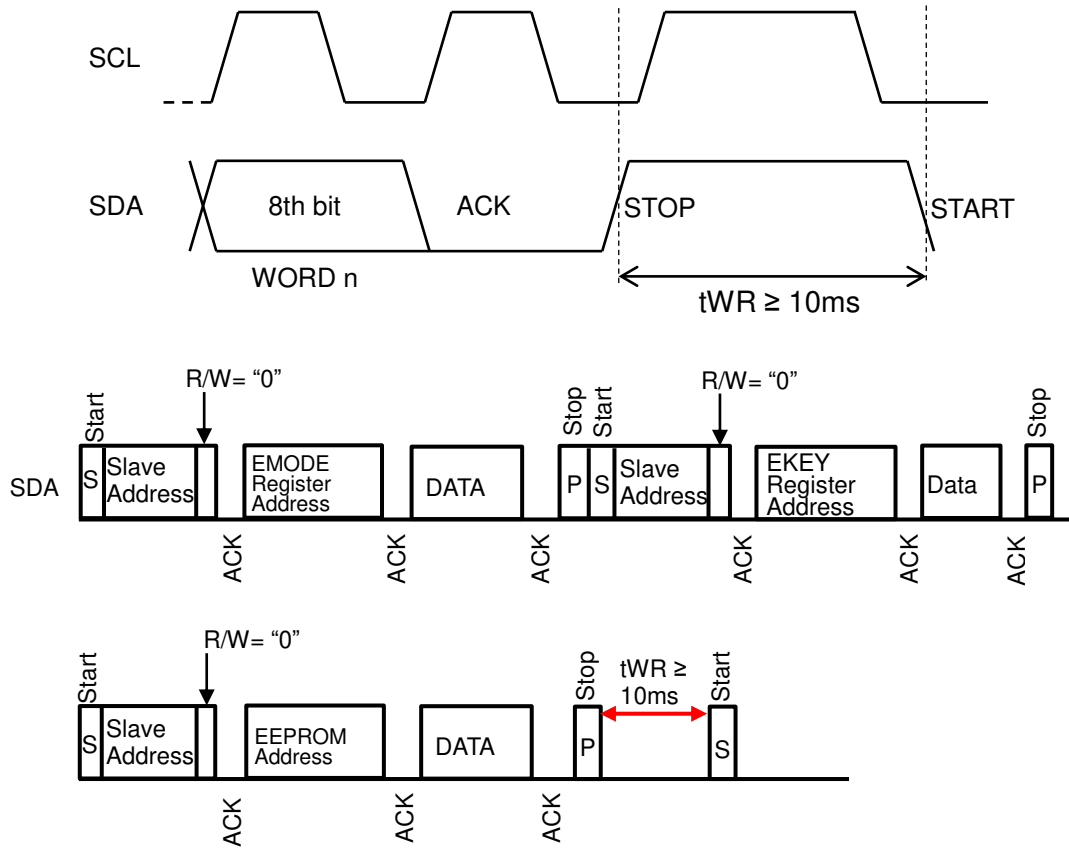 SCL
SDA
8th bit
ACK
STOP
START
WORD n
tWR ≥ 10ms
R/W= “0”
R/W= “0”
Start
Stop
Start
Stop
SDA
S
Slave
Address
EMODE
Register
Address
DATA
P
S
Slave
Address
EKEY
Register
Address
Data
P
ACK
ACK
ACK
ACK
ACK
ACK
R/W= “0”
Start
Stop
tWR ≥
10ms
Start
S
Slave
Address
EEPROM
Address
DATA
P
S
ACK
ACK
ACK